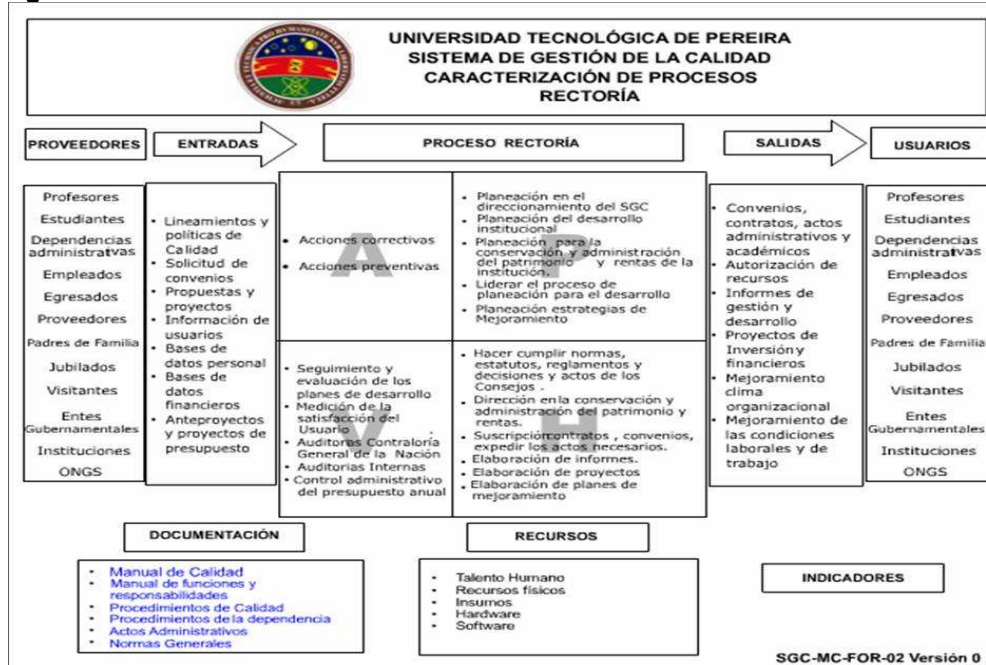 UNIVERSIDAD TECNOLÓGICA DE PEREIRA
SISTEMA DE GESTIÓN DE LA CALIDAD
CARACTERIZACIÓN DE PROCESOS
RECTORÍA
PROVEEDORES
ENTRADAS
PROCESO RECTORÍA
SALIDAS
USUARIOS
Profesores
Estudiantes
Dependencias
administrativas
Empleados
Egresados
Proveedores
Padres de Familia
Jubilados
Visitantes
Entes
Gubernamentales
Instituciones
ONGS
• Lineamientos y
políticas de
Calidad
• Solicitud de
convenios
• Propuestas y
proyectos
• Información de
usuarios
• Bases de
datos personal
• Bases de
datos
financieros
• Anteproyectos
y proyectos de
presupuesto
A
• Acciones correctivas
• Acciones preventivas
P
• Planeación en el
direccionamiento del SGC
• Planeación del desarrollo
institucional
• Planeación para la
conservación y administración
del patrimonio y rentas de la
institución.
• Liderar el proceso de
planeación para el desarrollo
• Planeación estrategias de
Mejoramiento
V
• Seguimiento y
evaluación de los
planes de desarrollo
• Medición de la
satisfacción del
Usuario
• Auditoras Contraloría
General de la Nación
• Auditorias Internas
• Control administrativo
del presupuesto anual
H
• Hacer cumplir normas,
estatutos, reglamentos y
decisiones y actos de los
Consejos .
• Dirección en la conservación y
administración del patrimonio y
rentas.
• Suscripción contratos , convenios,
expedir los actos necesarios.
• Elaboración de informes.
• Elaboración de proyectos
• Elaboración de planes de
mejoramiento
• Convenios,
contratos, actos
administrativos y
académicos
• Autorización de
recursos
• Informes de
gestión y
desarrollo
• Proyectos de
Inversión y
financieros
• Mejoramiento
clima
organizacional
• Mejoramiento de
las condiciones
laborales y de
trabajo
Profesores
Estudiantes
Dependencias
administrativas
Empleados
Egresados
Proveedores
Padres de Familia
Jubilados
Visitantes
Entes
Gubernamentales
Instituciones
ONGS
DOCUMENTACIÓN
• Manual de Calidad
• Manual de funciones y
responsabilidades
• Procedimientos de Calidad
• Procedimientos de la dependencia
• Actos Administrativos
• Normas Generales
RECURSOS
• Talento Humano
• Recursos físicos
• Insumos
• Hardware
• Software
INDICADORES
SGC-MC-FOR-02 Versión 0